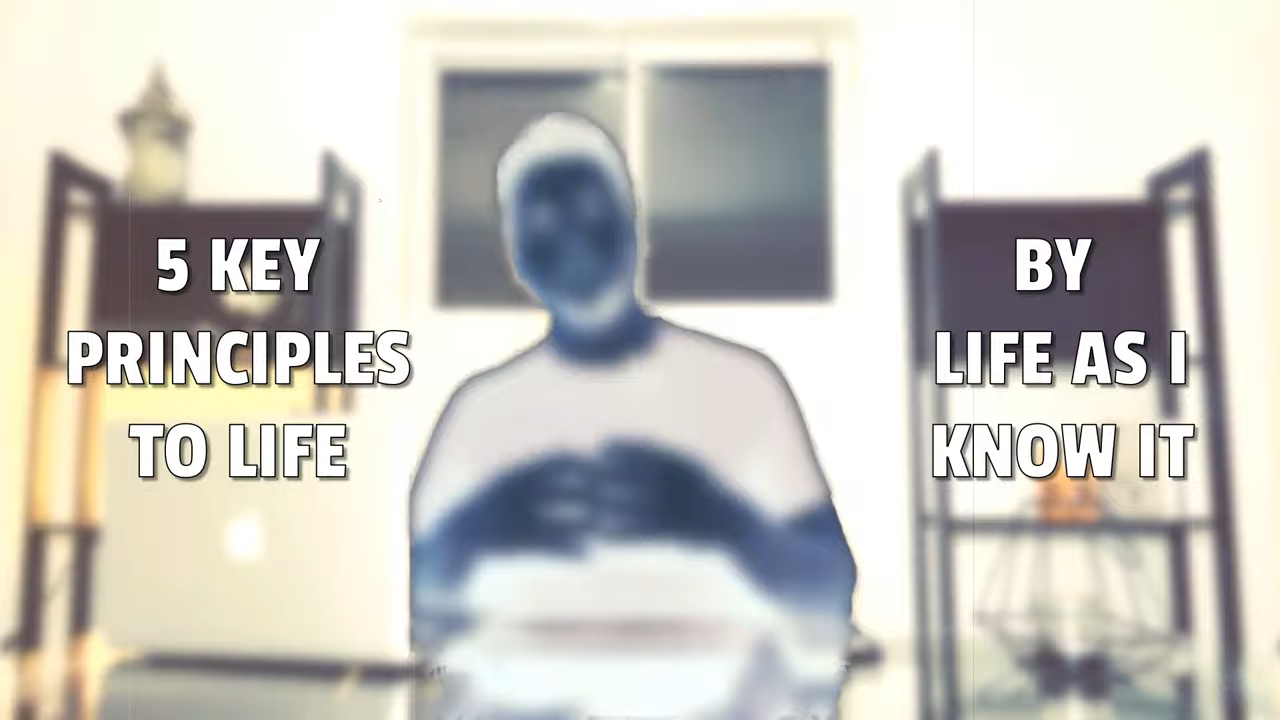 5 KEY
PRINCIPLES
TO LIFE
BY
LIFE AS I
KNOW IT